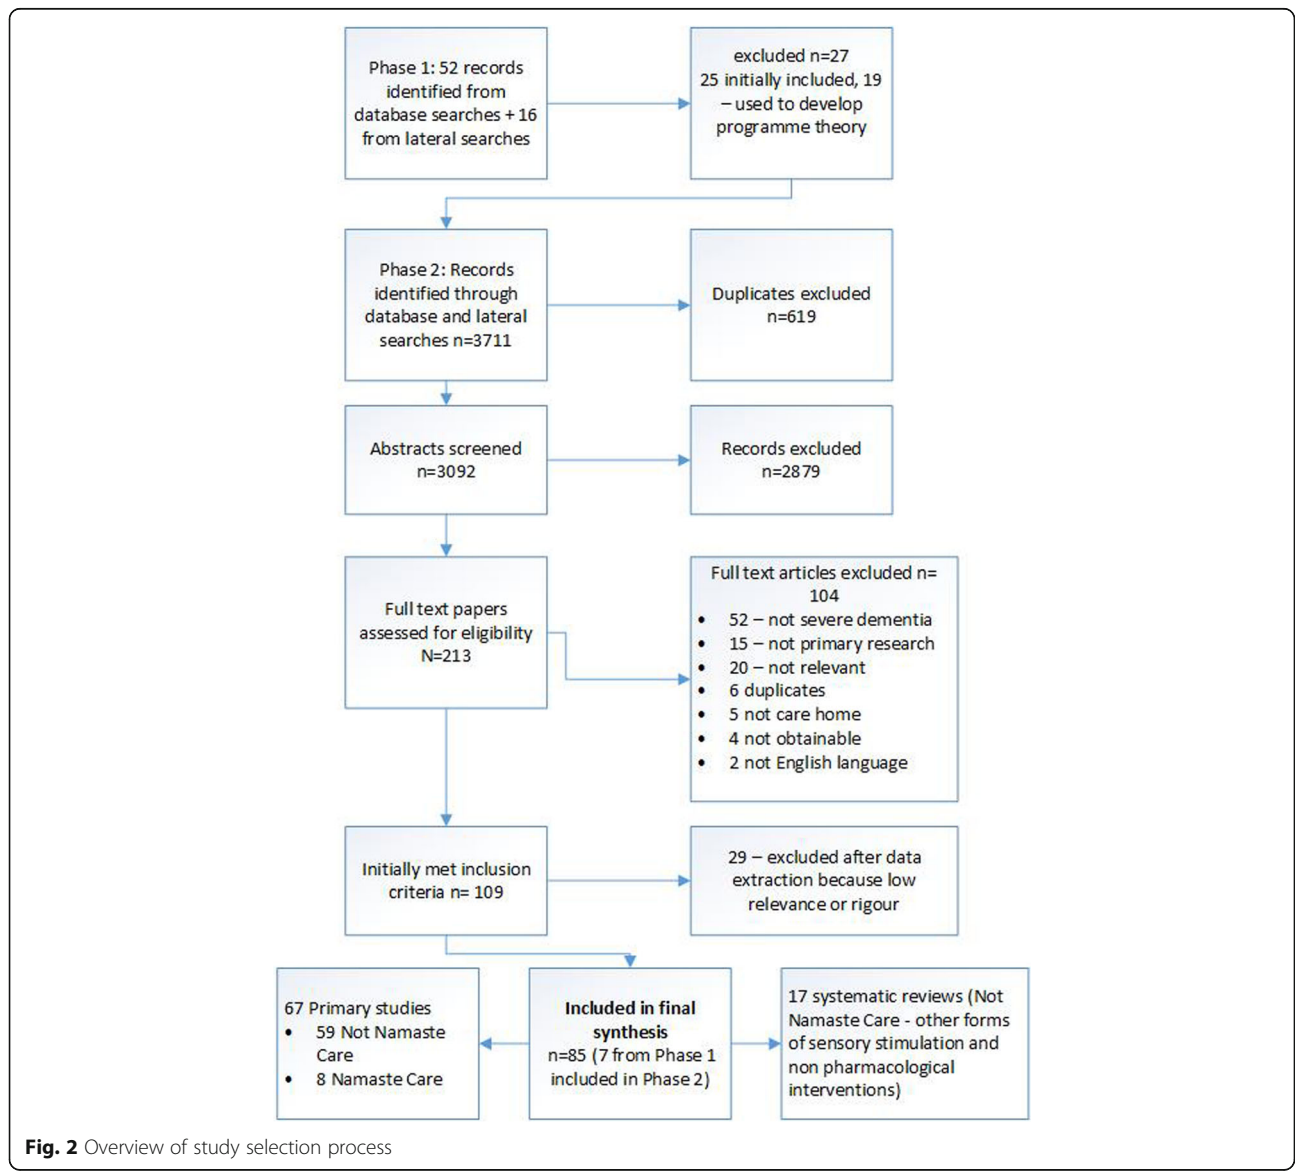 Phase 1: 52 records
identified from
database searches + 16
from lateral searches
excluded n=27
25 initially included, 19
– used to develop
programme theory
Phase 2: Records
identified through
database and lateral
searches n=3711
Duplicates excluded
n=619
Abstracts screened
n=3092
Records excluded
n=2879
Full text papers
assessed for eligibility
N=213
Full text articles excluded n=
104
• 52 – not severe dementia
• 15 – not primary research
• 20 – not relevant
• 6 duplicates
• 5 not care home
• 4 not obtainable
• 2 not English language
Initially met inclusion
criteria n= 109
29 – excluded after data
extraction because low
relevance or rigour
67 Primary studies
• 59 Not Namaste
Care
• 8 Namaste Care
Included in final
synthesis
n=85 (7 from Phase 1
included in Phase 2)
17 systematic reviews (Not
Namaste Care - other forms
of sensory stimulation and
non pharmacological
interventions)
Fig. 2 Overview of study selection process